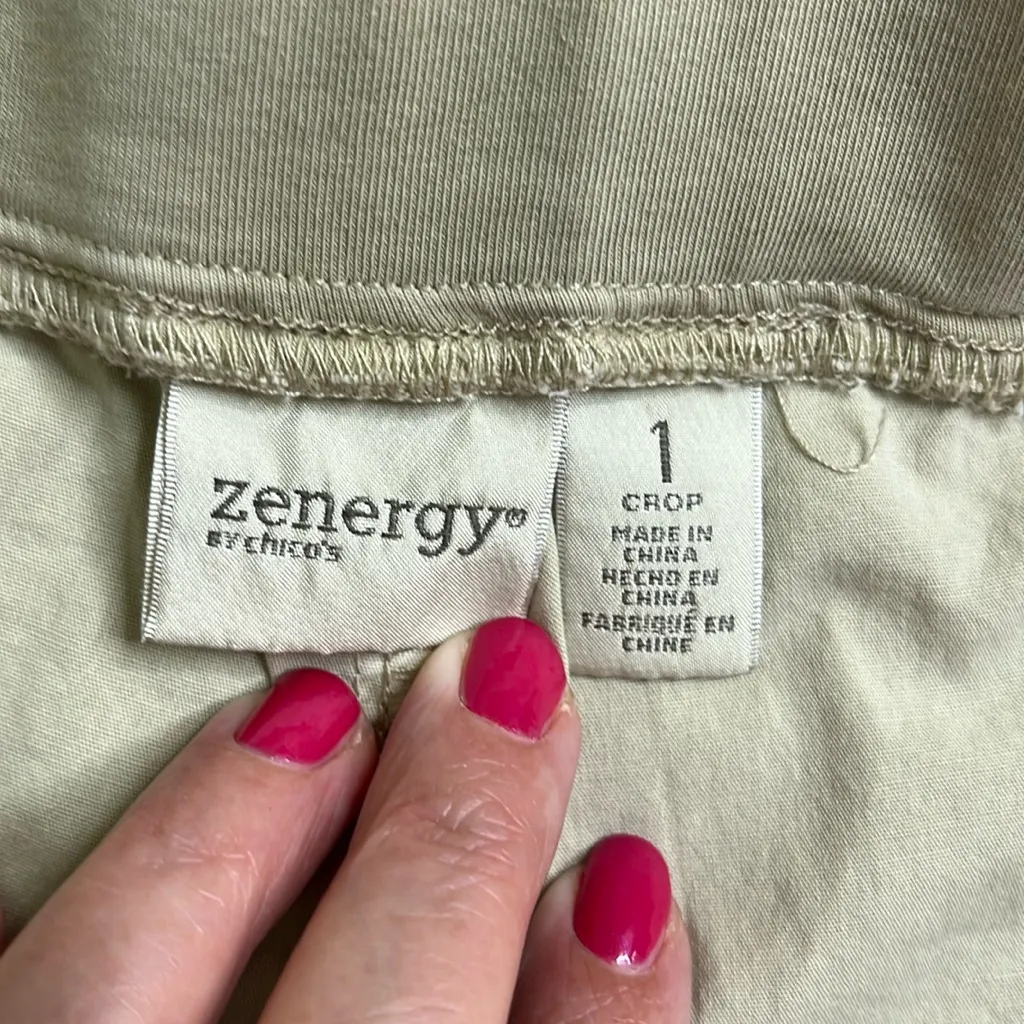 zenergy®
BY chico's
1
CROP
MADE IN
CHINA
HECHO EN
CHINA
FABRIQUÉ EN
CHINE